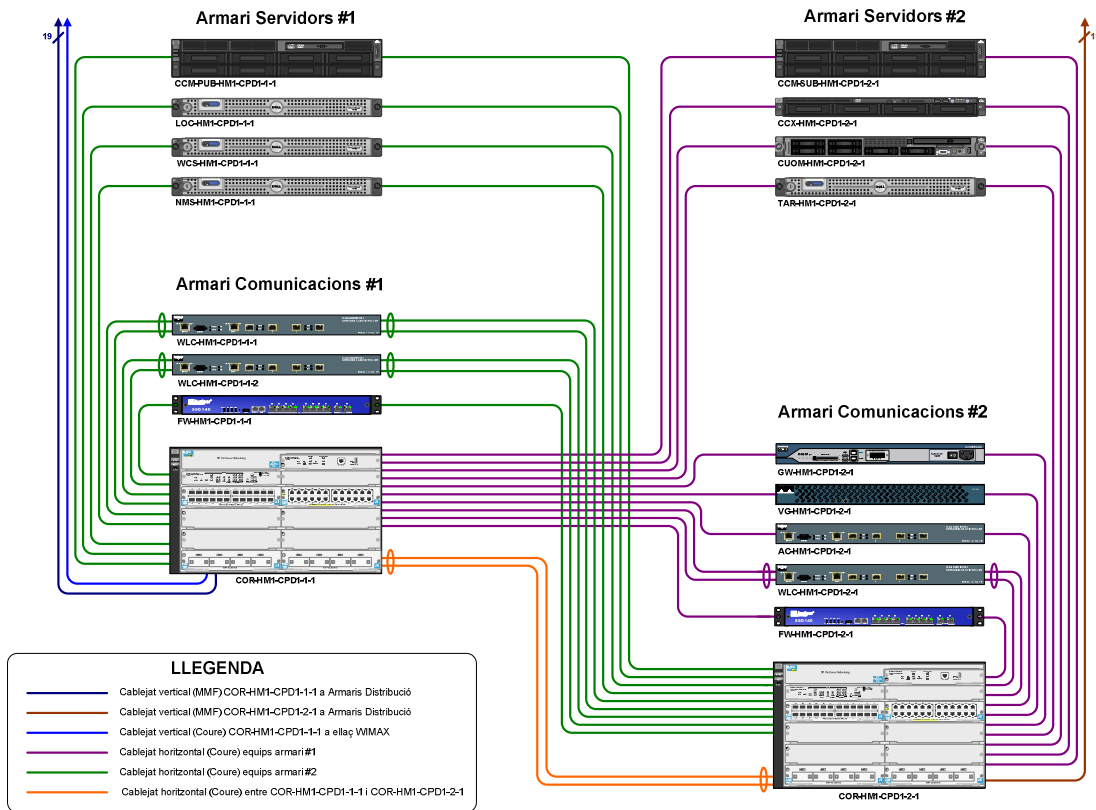 Armari Servidors #1
Armari Servidors #2
19
CCM-PUB-HM1-CPD1-1-1
CCM-SUB-HM1-CPD1-2-1
LOC-HM1-CPD1-1-1
CCX-HM1-CPD1-2-1
WCS-HM1-CPD1-1-1
CUOM-HM1-CPD1-2-1
NMS-HM1-CPD1-1-1
TAR-HM1-CPD1-2-1
Armari Comunicacions #1
WLC-HM1-CPD1-1-1
WLC-HM1-CPD1-1-2
FW-HM1-CPD1-1-1
COR-HM1-CPD1-1-1
Armari Comunicacions #2
GW-HM1-CPD1-2-1
VG-HM1-CPD1-2-1
AC-HM1-CPD1-2-1
WLC-HM1-CPD1-2-1
FW-HM1-CPD1-2-1
COR-HM1-CPD1-2-1
LLEGENDA
Cablejat vertical (MMF) COR-HM1-CPD1-1-1 a Armaris Distribució
Cablejat vertical (MMF) COR-HM1-CPD1-2-1 a Armaris Distribució
Cablejat vertical (Coure) COR-HM1-CPD1-1-1 a ellaç WIMAX
Cablejat horitzontal (Coure) equips armari #1
Cablejat horitzontal (Coure) equips armari #2
Cablejat horitzontal (Coure) entre COR-HM1-CPD1-1-1 i COR-HM1-CPD1-2-1